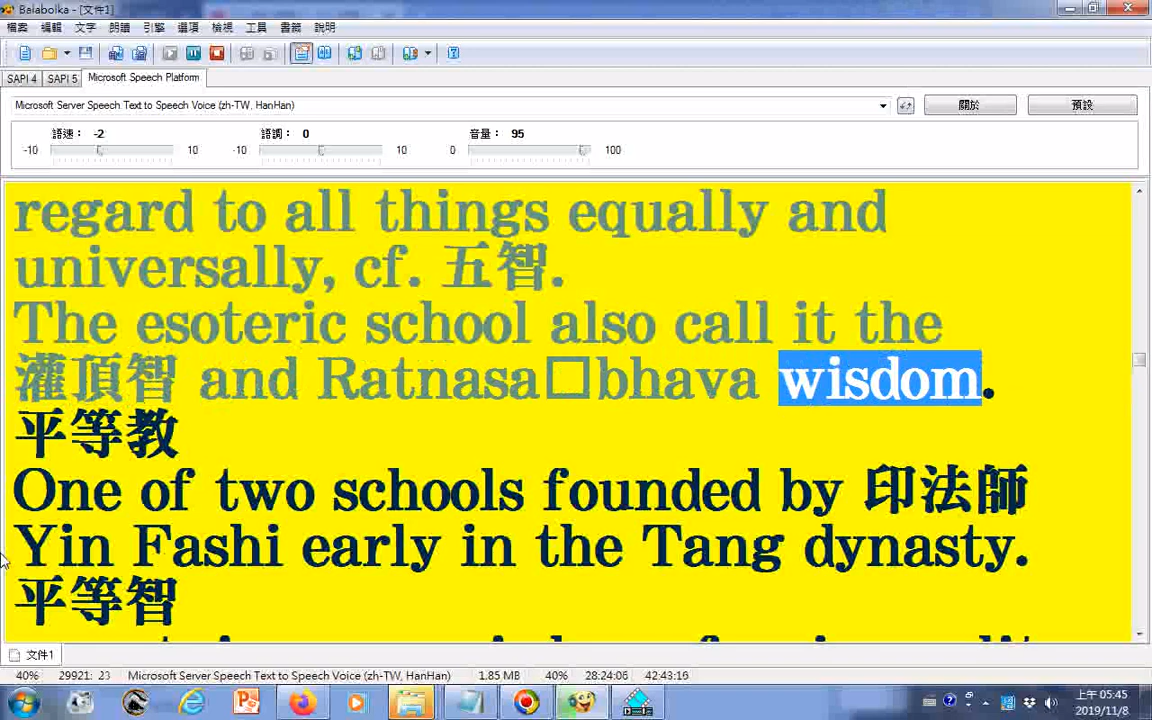 Balabolka - [文件1]
檔案 編輯 文字 朗讀 引擎 選項 檢視 工具 書籤 說明
SAPI 4 SAPI 5 Microsoft Speech Platform
Microsoft Server Speech Text to Speech Voice (zh-TW, HanHan) 關於 預設
語速： -2 語調： 0 音量： 95
-10 10 -10 10 0 100
regard to all things equally and
universally, cf. 五智.
The esoteric school also call it the
灌頂智 and Ratnasa□bhava wisdom.
平等教
One of two schools founded by 印法師
Yin Fashi early in the Tang dynasty.
平等智
文件1
40% 29921: 23 Microsoft Server Speech Text to Speech Voice (zh-TW, HanHan) 1.85 MB 40% 28:24:06 42:43:16
上午 05:45
2019/11/8